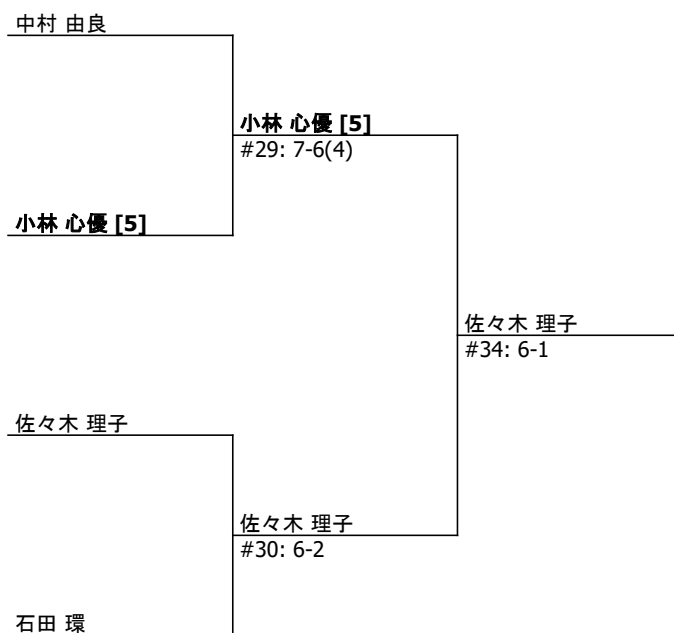 中村 由良
小林 心優 [5]
#29: 7-6(4)
小林 心優 [5]
佐々木 理子
#34: 6-1
佐々木 理子
佐々木 理子
#30: 6-2
石田 環